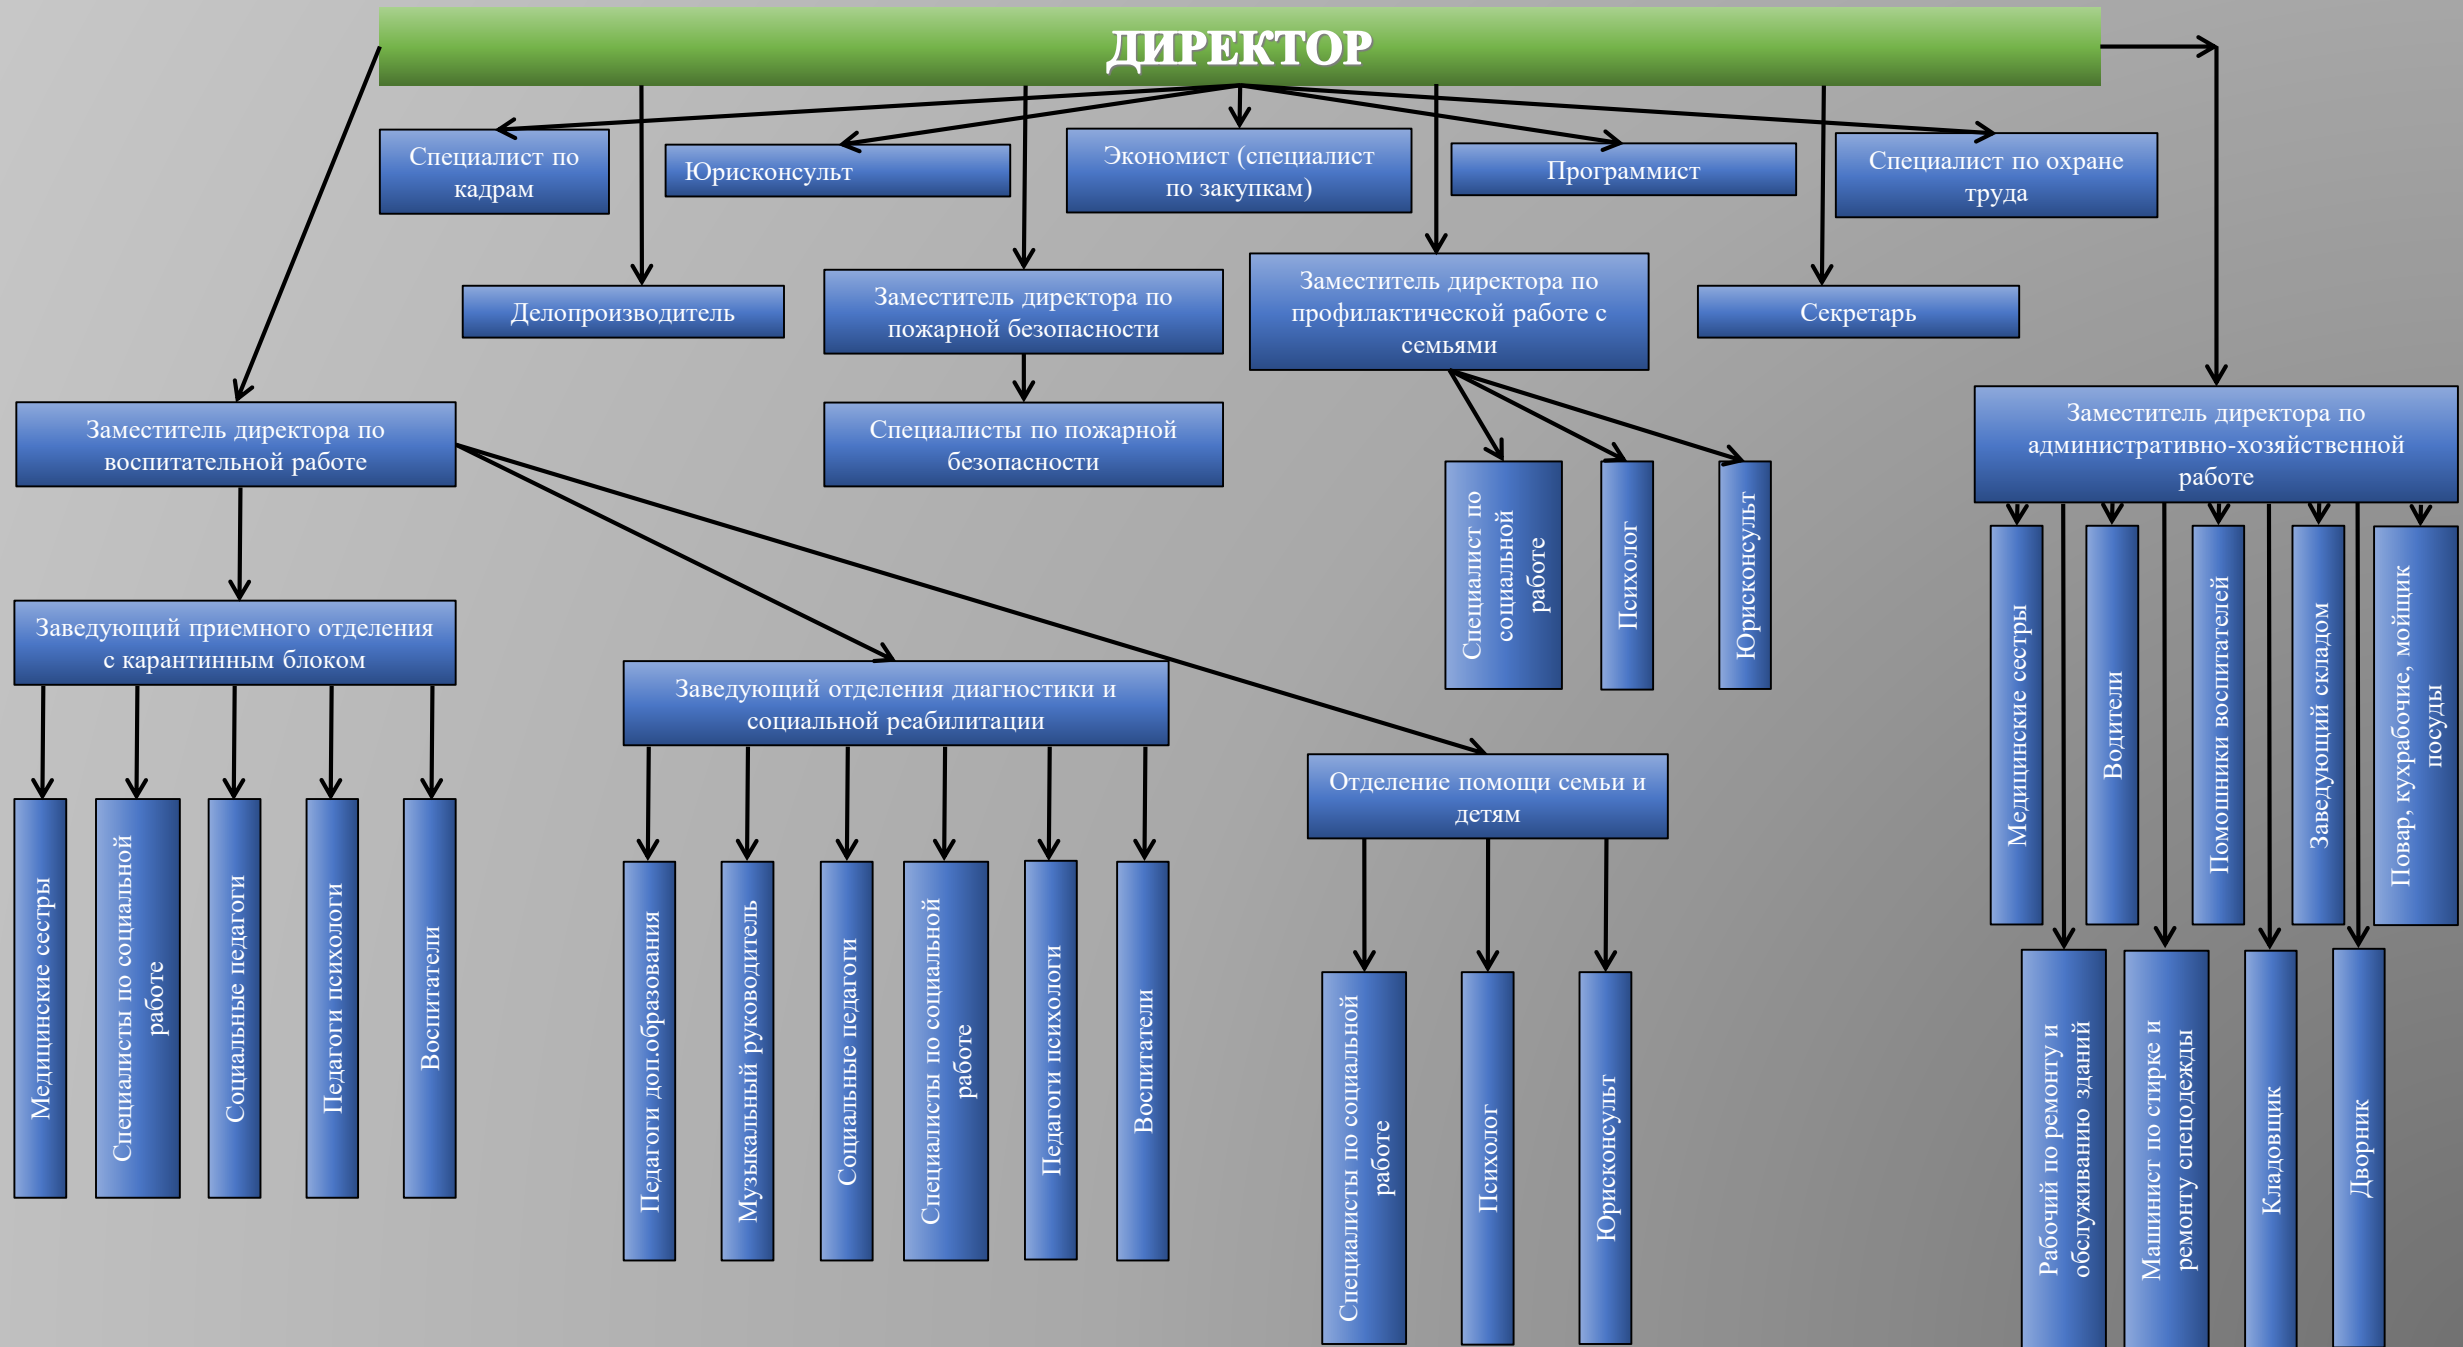 ДИРЕКТОР
Специалист по
кадрам
Юрисконсульт
Экономист (специалист
по закупкам)
Программист
Специалист по охране
труда
Делопроизводитель
Заместитель директора по
пожарной безопасности
Заместитель директора по
профилактической работе с
семьями
Секретарь
Заместитель директора по
воспитательной работе
Специалисты по пожарной
безопасности
Заместитель директора по
административно-хозяйственной
работе
Специалист по
социальной
работе
Психолог
Юрисконсульт
Медицинские сестры
Водители
Помошники воспитателей
Заведующий складом
Повар, кухрабочие, мойщик
посуды
Заведующий приемного отделения
с карантинным блоком
Заведующий отделения диагностики и
социальной реабилитации
Отделение помощи семьи и
детям
Медицинские сестры
Специалисты по социальной
работе
Социальные педагоги
Педагоги психологи
Воспитатели
Педагоги доп.образования
Музыкальный руководитель
Социальные педагоги
Специалисты по социальной
работе
Педагоги психологи
Воспитатели
Специалисты по социальной
работе
Психолог
Юрисконсульт
Рабочий по ремонту и
обслуживанию зданий
Машинист по стирке и
ремонту спецодежды
Кладовщик
Дворник